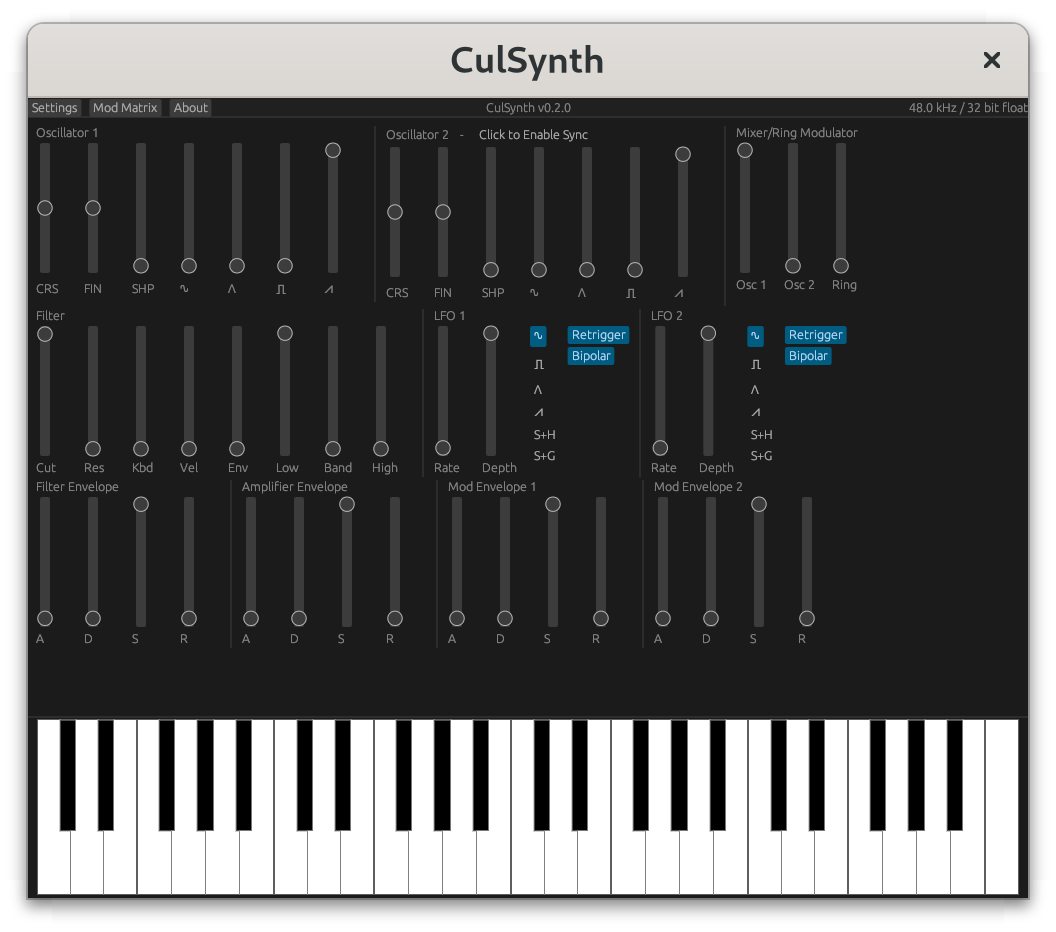 CulSynth
Settings Mod Matrix About CulSynth v0.2.0 48.0 kHz / 32 bit float
Oscillator 1 Oscillator 2 - Click to Enable Sync Mixer/Ring Modulator
CRS FIN SHP CRS FIN SHP Osc 1 Osc 2 Ring
Filter LFO 1 LFO 2
Retrigger Retrigger
Bipolar Bipolar
S+H S+H
S+G S+G
Cut Res Kbd Vel Env Low Band High Rate Depth Rate Depth
Filter Envelope Amplifier Envelope Mod Envelope 1 Mod Envelope 2
A D S R A D S R A D S R A D S R